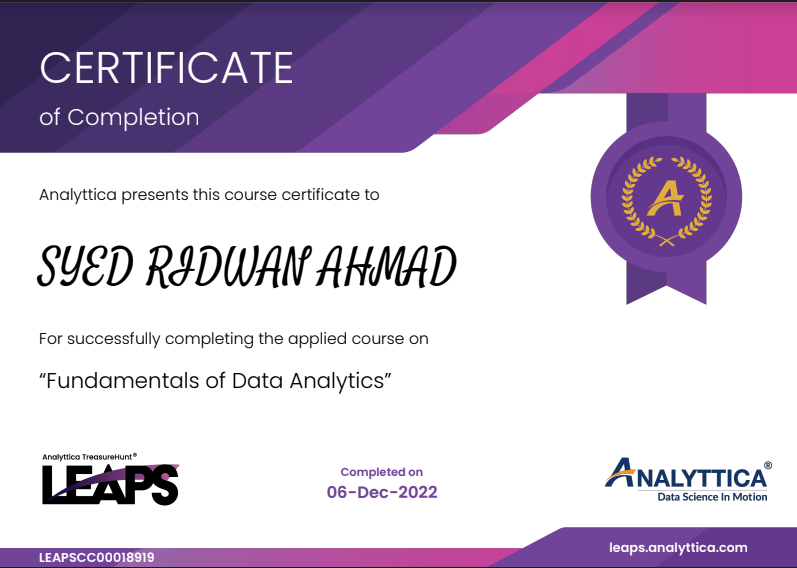 CERTIFICATE
of Completion
Analyttica presents this course certificate to
SYED RIDWAN AHMAD
For successfully completing the applied course on
“Fundamentals of Data Analytics”
Analyttica TreasureHunt®
LEAPS
Completed on
06-Dec-2022
ANALYTTICA®
Data Science In Motion
leaps.analyttica.com
LEAPSCC00018919